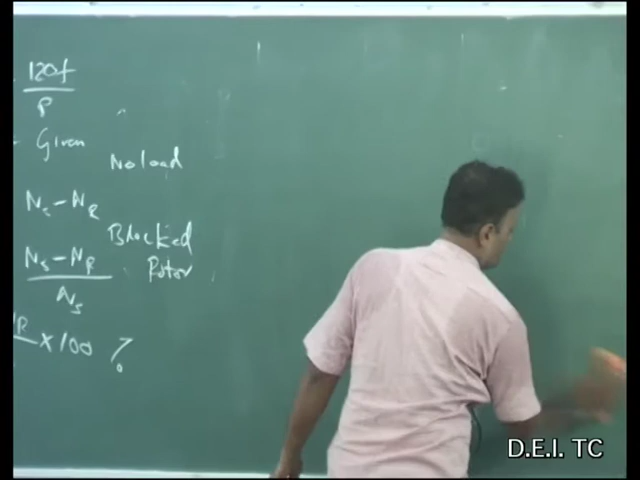 120f
P
Given
No load
Ns - NR
Blocked
Rotor
Ns - NR
Ns
x 100 ?
D.E.I. TC